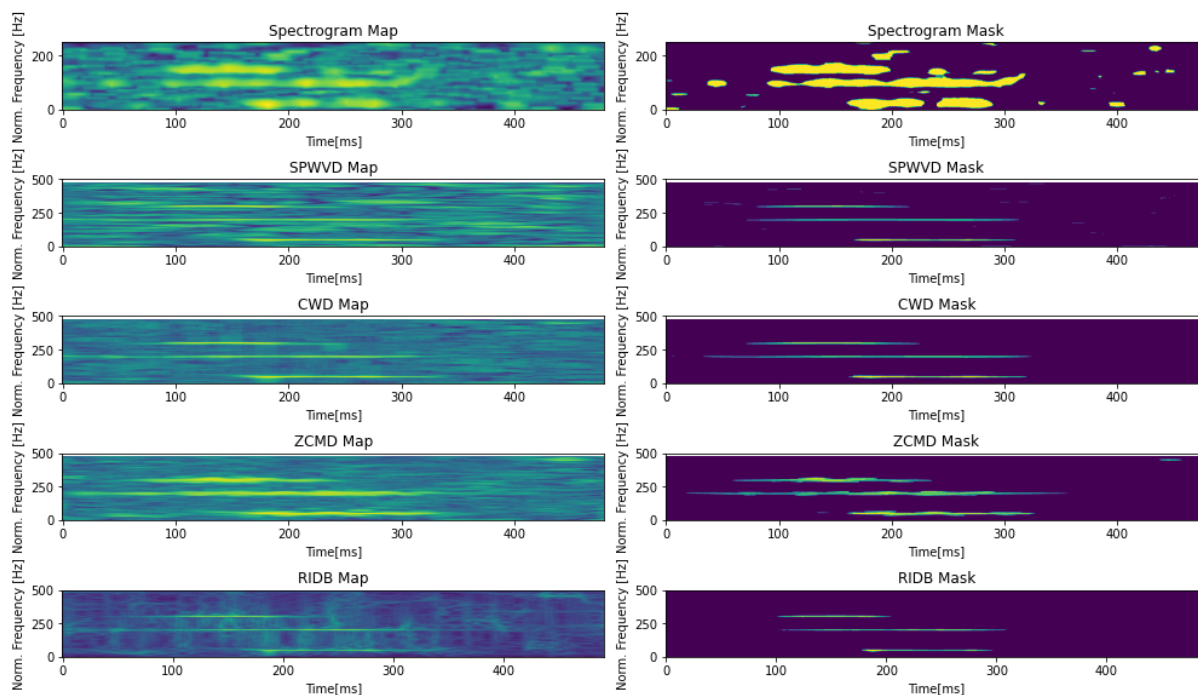 Spectrogram Map
Norm. Frequency [Hz]
200
0
0 100 200 300 400
Time[ms]
Spectrogram Mask
Norm. Frequency [Hz]
200
0
0 100 200 300 400
Time[ms]
SPWVD Map
Norm. Frequency [Hz]
500
250
0
0 100 200 300 400
Time[ms]
SPWVD Mask
Norm. Frequency [Hz]
500
250
0
0 100 200 300 400
Time[ms]
CWD Map
Norm. Frequency [Hz]
500
250
0
0 100 200 300 400
Time[ms]
CWD Mask
Norm. Frequency [Hz]
500
250
0
0 100 200 300 400
Time[ms]
ZCMD Map
Norm. Frequency [Hz]
500
250
0
0 100 200 300 400
Time[ms]
ZCMD Mask
Norm. Frequency [Hz]
500
250
0
0 100 200 300 400
Time[ms]
RIDB Map
Norm. Frequency [Hz]
500
250
0
0 100 200 300 400
Time[ms]
RIDB Mask
Norm. Frequency [Hz]
500
250
0
0 100 200 300 400
Time[ms]